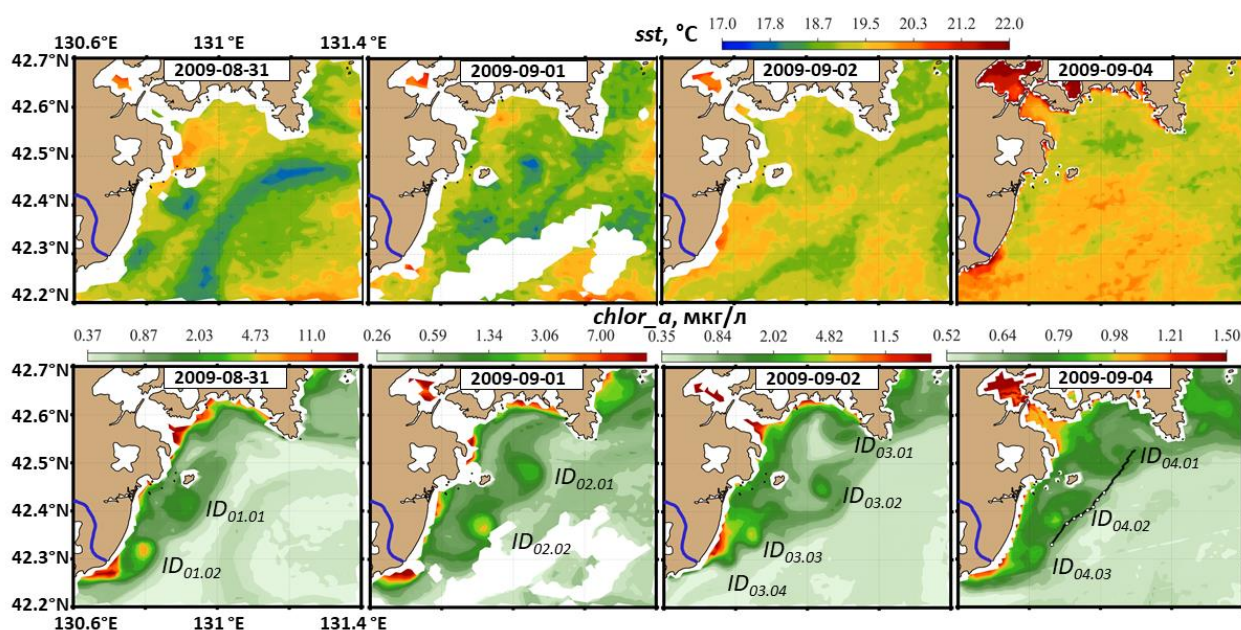 sst, °C
17.0 17.8 18.7 19.5 20.3 21.2 22.0
130.6°E 131 °E 131.4 °E
42.7°N
42.6°N
42.5°N
42.4°N
42.3°N
42.2°N
2009-08-31 2009-09-01 2009-09-02 2009-09-04
chlor_a, мкг/л
0.37 0.87 2.03 4.73 11.0
0.26 0.59 1.34 3.06 7.00
0.35 0.84 2.02 4.82 11.5
0.52 0.64 0.79 0.98 1.21 1.50
42.7°N
42.6°N
42.5°N
42.4°N
42.3°N
42.2°N
2009-08-31 2009-09-01 2009-09-02 2009-09-04
ID01.01
ID01.02
ID02.01
ID02.02
ID03.01
ID03.02
ID03.03
ID03.04
ID04.01
ID04.02
ID04.03
130.6°E 131 °E 131.4 °E